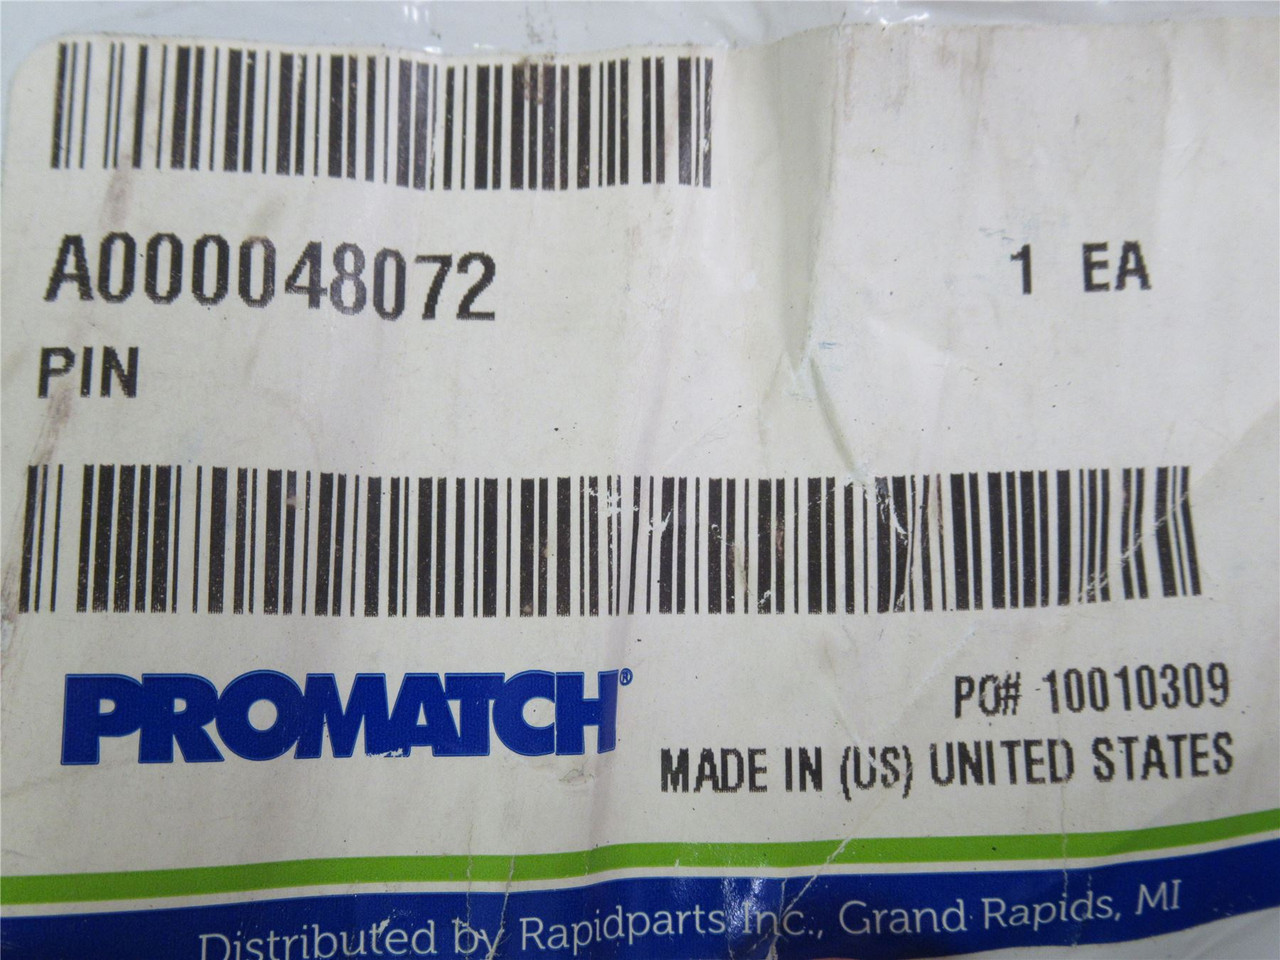 A000048072
1 EA
PIN
PROMATCH®
PO# 10010309
MADE IN (US) UNITED STATES
Distributed by Rapidparts Inc., Grand Rapids, MI